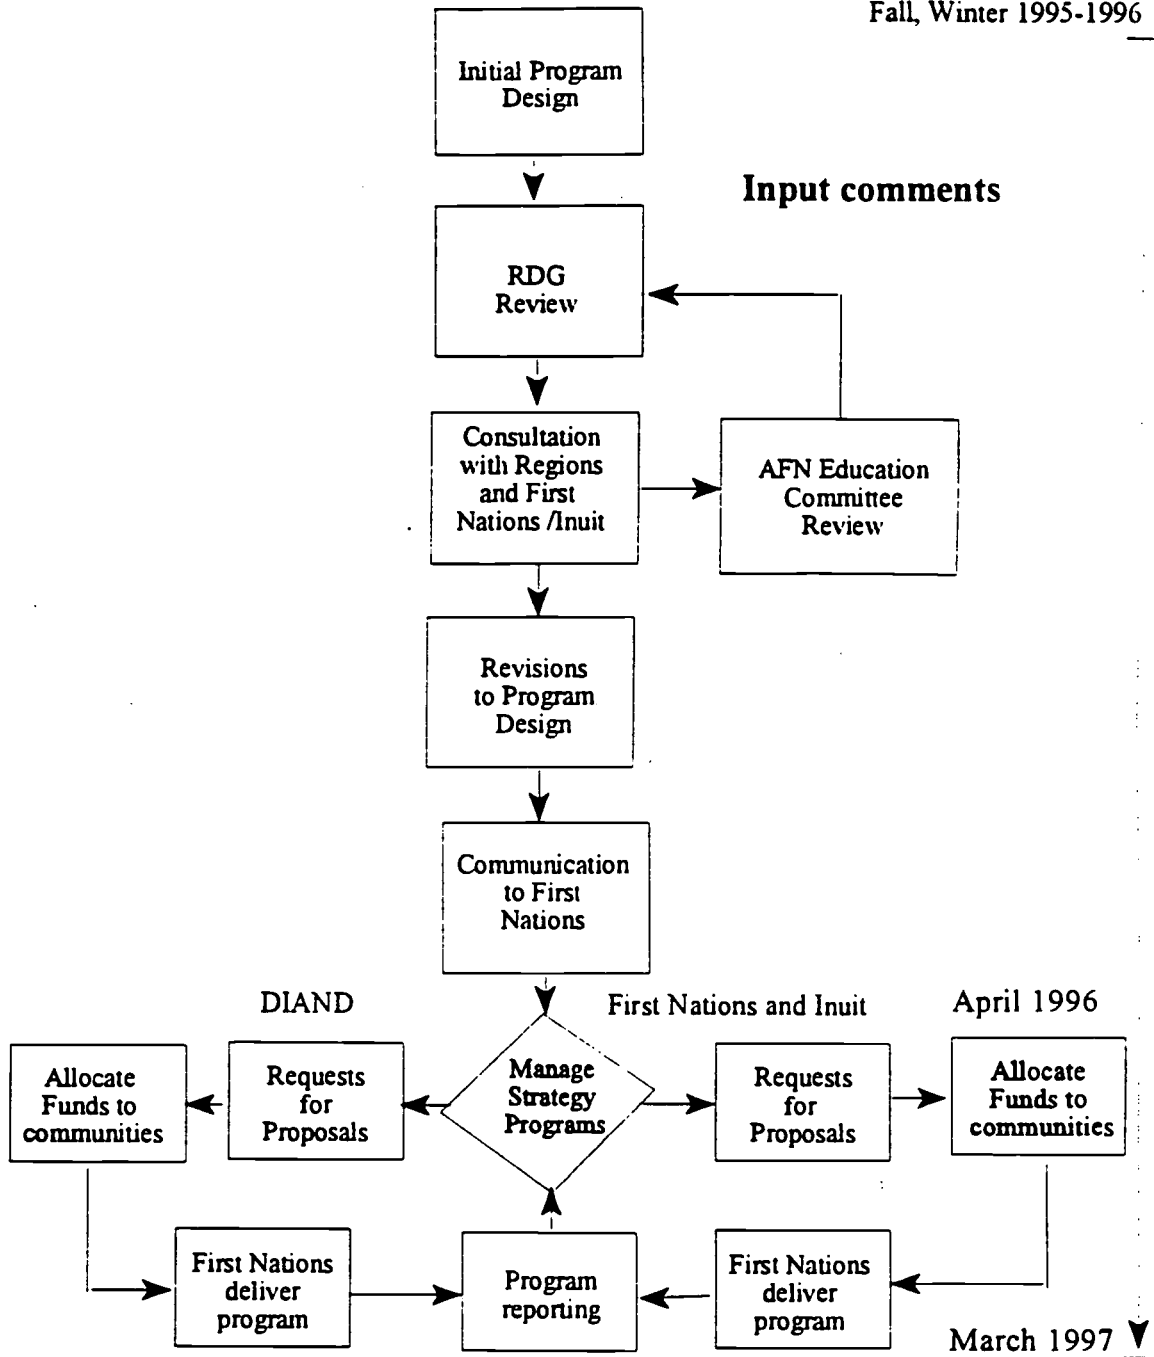 Fall, Winter 1995-1996
Initial Program
Design
Input comments
RDG
Review
Consultation
with Regions
and First
Nations /Inuit
AFN Education
Committee
Review
Revisions
to Program
Design
Communication
to First
Nations
DIAND
First Nations and Inuit
April 1996
Allocate
Funds to
communities
Requests
for
Proposals
Manage
Strategy
Programs
Requests
for
Proposals
Allocate
Funds to
communities
First Nations
deliver
program
Program
reporting
First Nations
deliver
program
March 1997